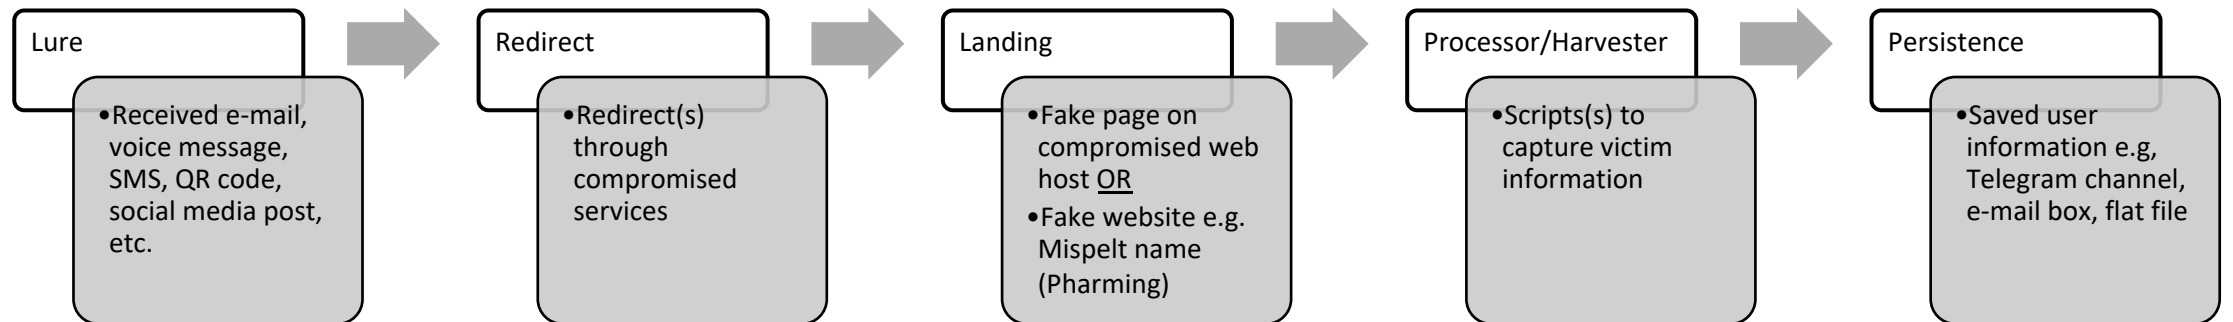 Lure
•Received e-mail,
voice message,
SMS, QR code,
social media post,
etc.
Redirect
•Redirect(s)
through
compromised
services
Landing
•Fake page on
compromised web
host OR
•Fake website e.g.
Mispelt name
(Pharming)
Processor/Harvester
•Scripts(s) to
capture victim
information
Persistence
•Saved user
information e.g,
Telegram channel,
e-mail box, flat file